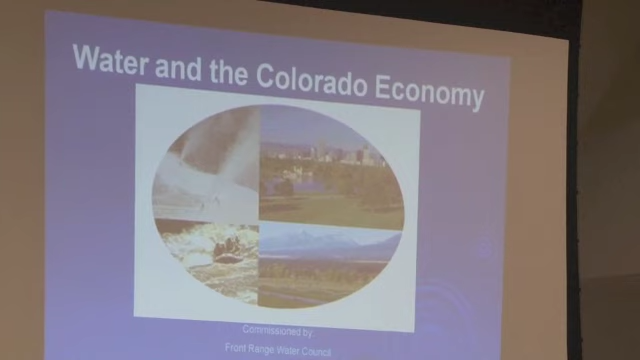 Water and the Colorado Economy
Commissioned by:
Front Range Water Council